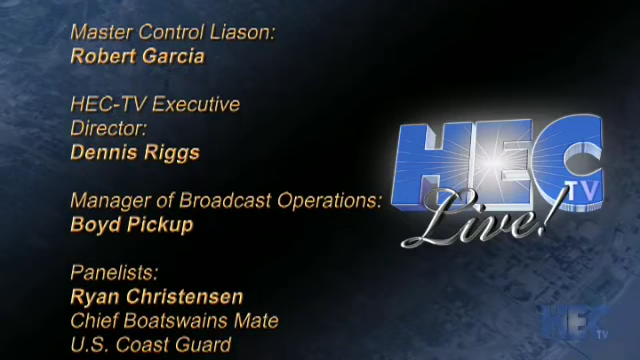 Master Control Liason:
Robert Garcia
HEC-TV Executive
Director:
Dennis Riggs
Manager of Broadcast Operations:
Boyd Pickup
Panelists:
Ryan Christensen
Chief Boatswains Mate
U.S. Coast Guard
HEC
TV
Live!
HEC
TV